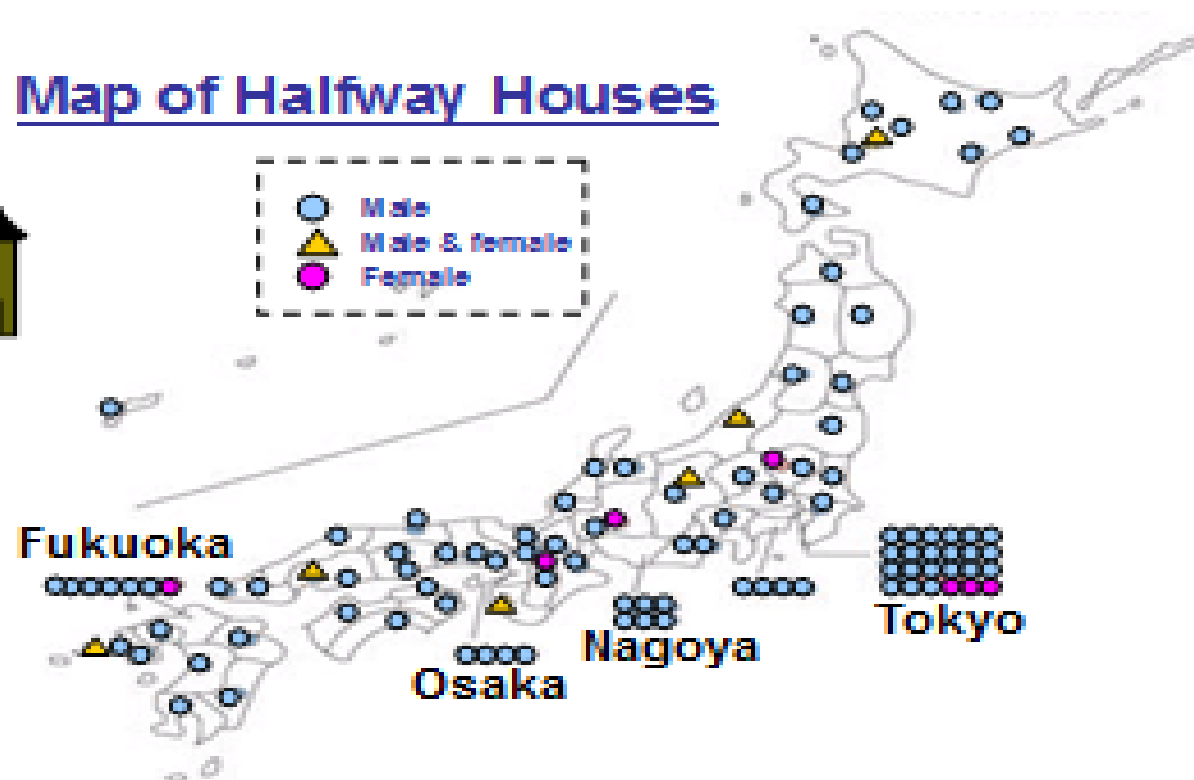 Map of Halfway Houses
Male
Male & female
Female
Fukuoka
Tokyo
Nagoya
Osaka